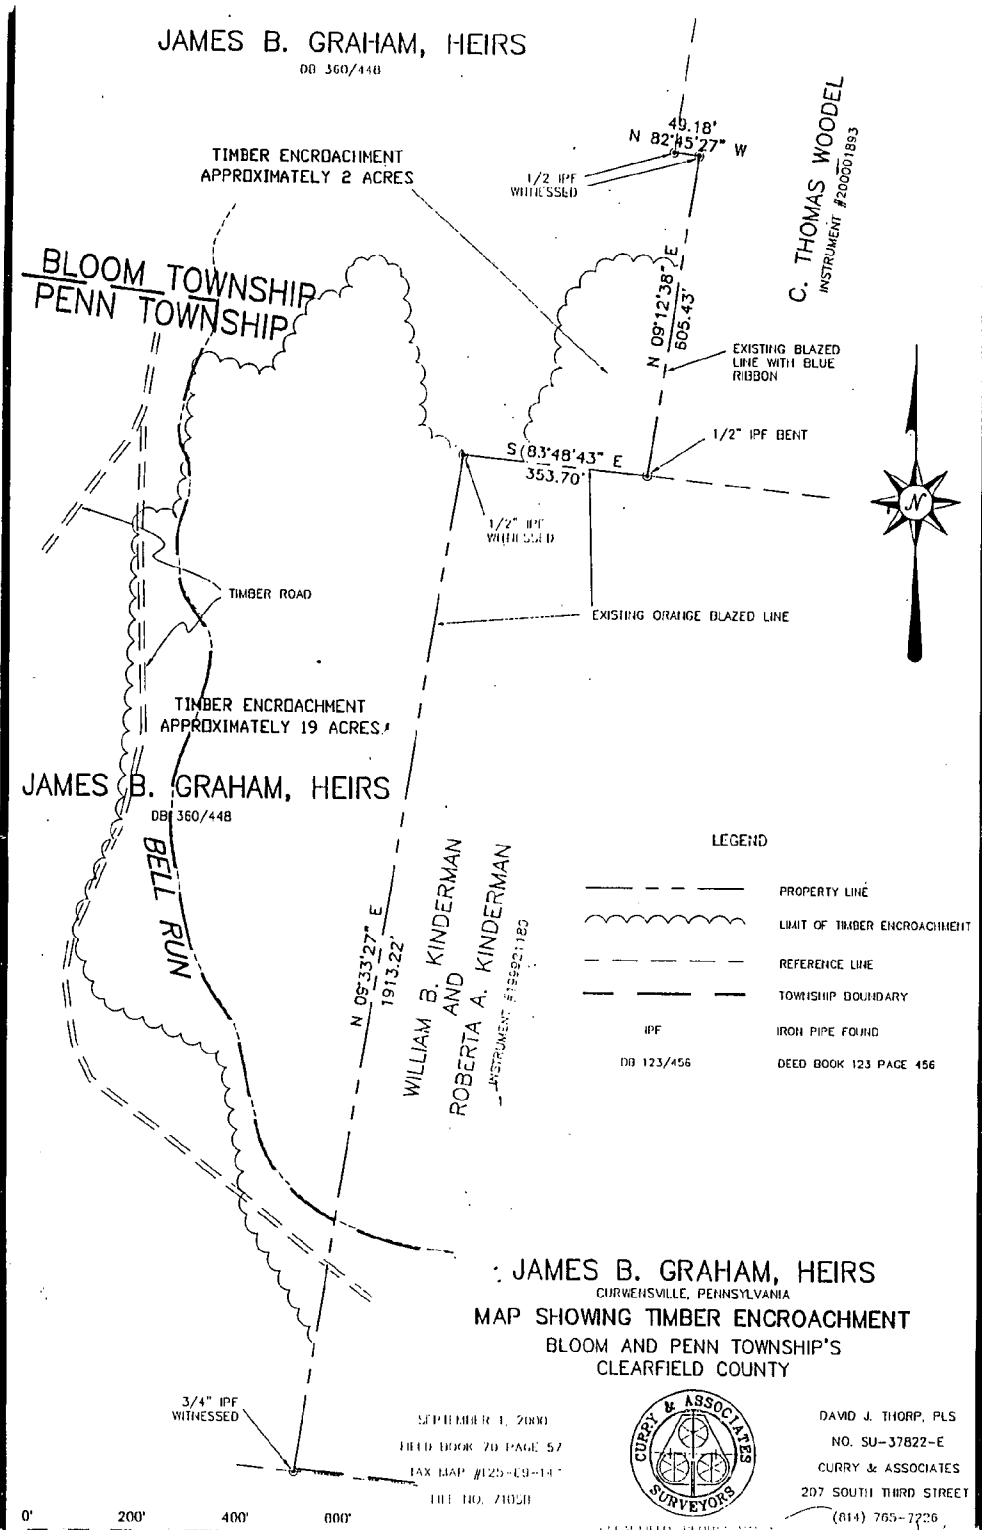 JAMES B. GRAHAM, HEIRS
DB 360/448
49.18'
N 82°45'27" W
C. THOMAS WOODEL
INSTRUMENT #200001893
TIMBER ENCROACHMENT
APPROXIMATELY 2 ACRES
1/2 IPF
WITNESSED
BLOOM TOWNSHIP
PENN TOWNSHIP
N 09°12'38" E
605.43'
EXISTING BLAZED
LINE WITH BLUE
RIBBON
1/2" IPF BENT
S 83°48'43" E
353.70'
1/2" IPF
WITNESSED
N
TIMBER ROAD
EXISTING ORANGE BLAZED LINE
TIMBER ENCROACHMENT
APPROXIMATELY 19 ACRES
JAMES B. GRAHAM, HEIRS
DB 360/448
BELL RUN
N 09°33'27" E
1913.22'
WILLIAM B. KINDERMAN
AND
ROBERTA A. KINDERMAN
INSTRUMENT #199921180
LEGEND
PROPERTY LINE
LIMIT OF TIMBER ENCROACHMENT
REFERENCE LINE
TOWNSHIP BOUNDARY
IPF IRON PIPE FOUND
DB 123/456 DEED BOOK 123 PAGE 456
JAMES B. GRAHAM, HEIRS
CURWENSVILLE, PENNSYLVANIA
MAP SHOWING TIMBER ENCROACHMENT
BLOOM AND PENN TOWNSHIP'S
CLEARFIELD COUNTY
3/4" IPF
WITNESSED
SEPTEMBER 1, 2000
FIELD BOOK 70 PAGE 57
TAX MAP
FILE NO.
CURRY & ASSOCIATES
SURVEYORS
DAVID J. THORP, PLS
NO. SU-37822-E
CURRY & ASSOCIATES
207 SOUTH THIRD STREET
(814) 765-7226
0' 200' 400' 600'